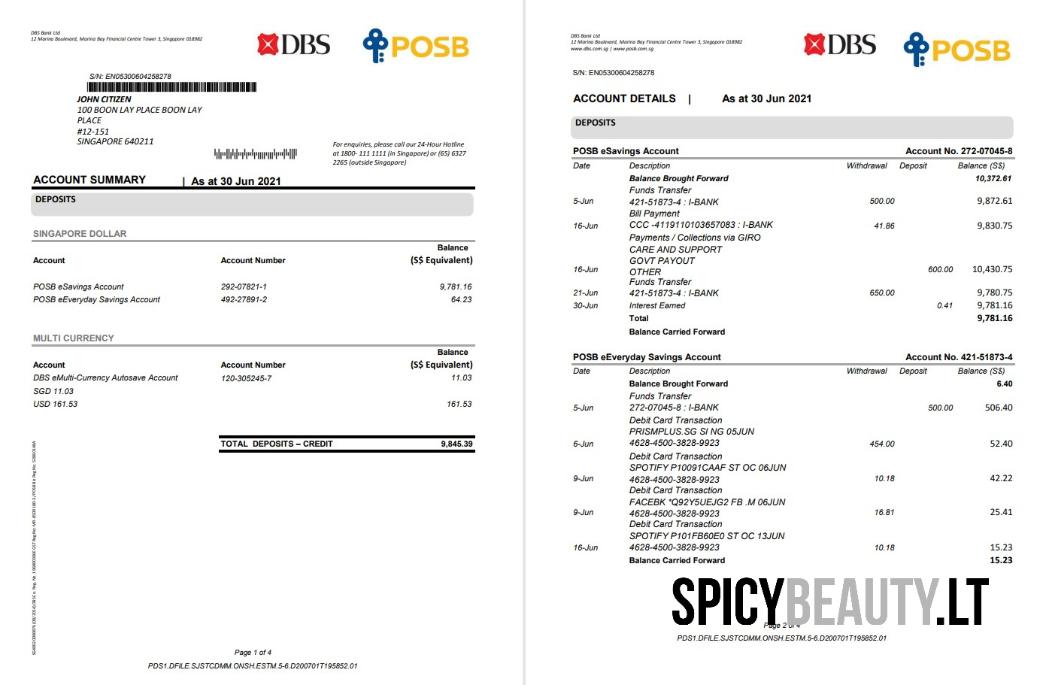 DBS Bank Ltd
12 Marina Boulevard, Marina Bay Financial Centre Tower 3, Singapore 018982
DBS
POSB
S/N: EN05300604258278
JOHN CITIZEN
100 BOON LAY PLACE BOON LAY
PLACE
#12-151
SINGAPORE 640211
For enquiries, please call our 24-Hour Hotline
at 1800- 111 1111 (in Singapore) or (65) 6327
2265 (outside Singapore)
ACCOUNT SUMMARY | As at 30 Jun 2021
DEPOSITS
SINGAPORE DOLLAR
Balance
Account Account Number (S$ Equivalent)
POSB eSavings Account 292-07821-1 9,781.16
POSB eEveryday Savings Account 492-27891-2 64.23
MULTI CURRENCY
Balance
Account Account Number (S$ Equivalent)
DBS eMulti-Currency Autosave Account 120-305245-7 11.03
SGD 11.03
USD 161.53 161.53
TOTAL DEPOSITS – CREDIT 9,845.39
Page 1 of 4
PDS1.DFILE.SJSTCDMM.ONSH.ESTM.5-6.D200701T195852.01
DBS Bank Ltd
12 Marina Boulevard, Marina Bay Financial Centre Tower 3, Singapore 018982
www.dbs.com.sg | www.posb.com.sg
DBS
POSB
S/N: EN05300604258278
ACCOUNT DETAILS | As at 30 Jun 2021
DEPOSITS
POSB eSavings Account Account No. 272-07045-8
Date Description Withdrawal Deposit Balance (S$)
Balance Brought Forward 10,372.61
Funds Transfer
5-Jun 421-51873-4 : I-BANK 500.00 9,872.61
Bill Payment
16-Jun CCC -4119110103657083 : I-BANK 41.86 9,830.75
Payments / Collections via GIRO
CARE AND SUPPORT
GOVT PAYOUT
16-Jun OTHER 600.00 10,430.75
Funds Transfer
21-Jun 421-51873-4 : I-BANK 650.00 9,780.75
30-Jun Interest Earned 0.41 9,781.16
Total 9,781.16
Balance Carried Forward
POSB eEveryday Savings Account Account No. 421-51873-4
Date Description Withdrawal Deposit Balance (S$)
Balance Brought Forward 6.40
Funds Transfer
5-Jun 272-07045-8 : I-BANK 500.00 506.40
Debit Card Transaction
PRISMPLUS.SG SI NG 05JUN
6-Jun 4628-4500-3828-9923 454.00 52.40
Debit Card Transaction
SPOTIFY P10091CAAF ST OC 06JUN
9-Jun 4628-4500-3828-9923 10.18 42.22
Debit Card Transaction
FACEBK *Q92Y5UEJG2 FB .M 06JUN
9-Jun 4628-4500-3828-9923 16.81 25.41
Debit Card Transaction
SPOTIFY P101FB60E0 ST OC 13JUN
16-Jun 4628-4500-3828-9923 10.18 15.23
Balance Carried Forward 15.23
SPICYBEAUTY.LT
Page 2 of 4
PDS1.DFILE.SJSTCDMM.ONSH.ESTM.5-6.D200701T195852.01